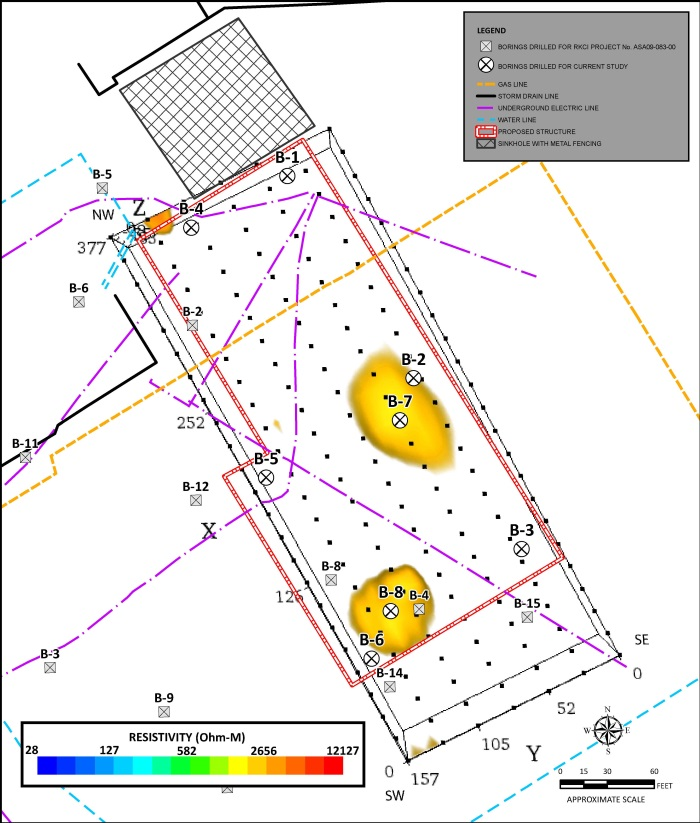 LEGEND
BORINGS DRILLED FOR RKCI PROJECT No. ASA09-083-00
BORINGS DRILLED FOR CURRENT STUDY
GAS LINE
STORM DRAIN LINE
UNDERGROUND ELECTRIC LINE
WATER LINE
PROPOSED STRUCTURE
SINKHOLE WITH METAL FENCING
B-1
B-5
NW
Z
B-4
377
B-6
B-2
B-2
B-7
252
B-11
B-5
B-12
X
B-3
B-8
126
B-8
B-4
B-15
B-6
SE
B-3
0
B-14
B-9
52
N
W E
S
105
Y
RESISTIVITY (Ohm-M)
28 127 582 2656 12127
0
157
SW
0 15 30 60
FEET
APPROXIMATE SCALE